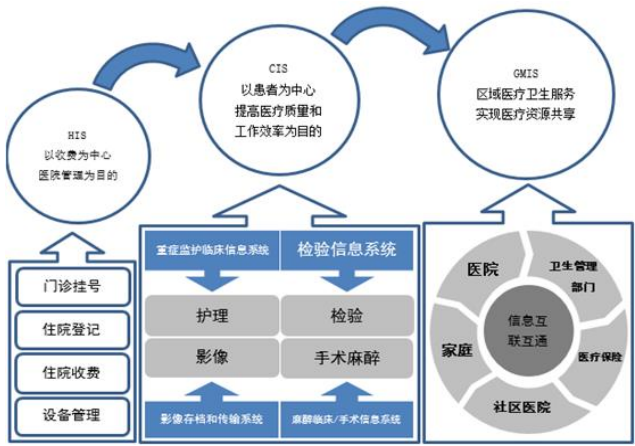 HIS
以收费为中心
医院管理为目的
CIS
以患者为中心
提高医疗质量和
工作效率为目的
GMIS
区域医疗卫生服务
实现医疗资源共享
门诊挂号
住院登记
住院收费
设备管理
重症监护临床信息系统
检验信息系统
护理
检验
影像
手术麻醉
影像存档和传输系统
麻醉临床/手术信息系统
医院
卫生管理
部门
信息互
联互通
家庭
医疗保险
社区医院